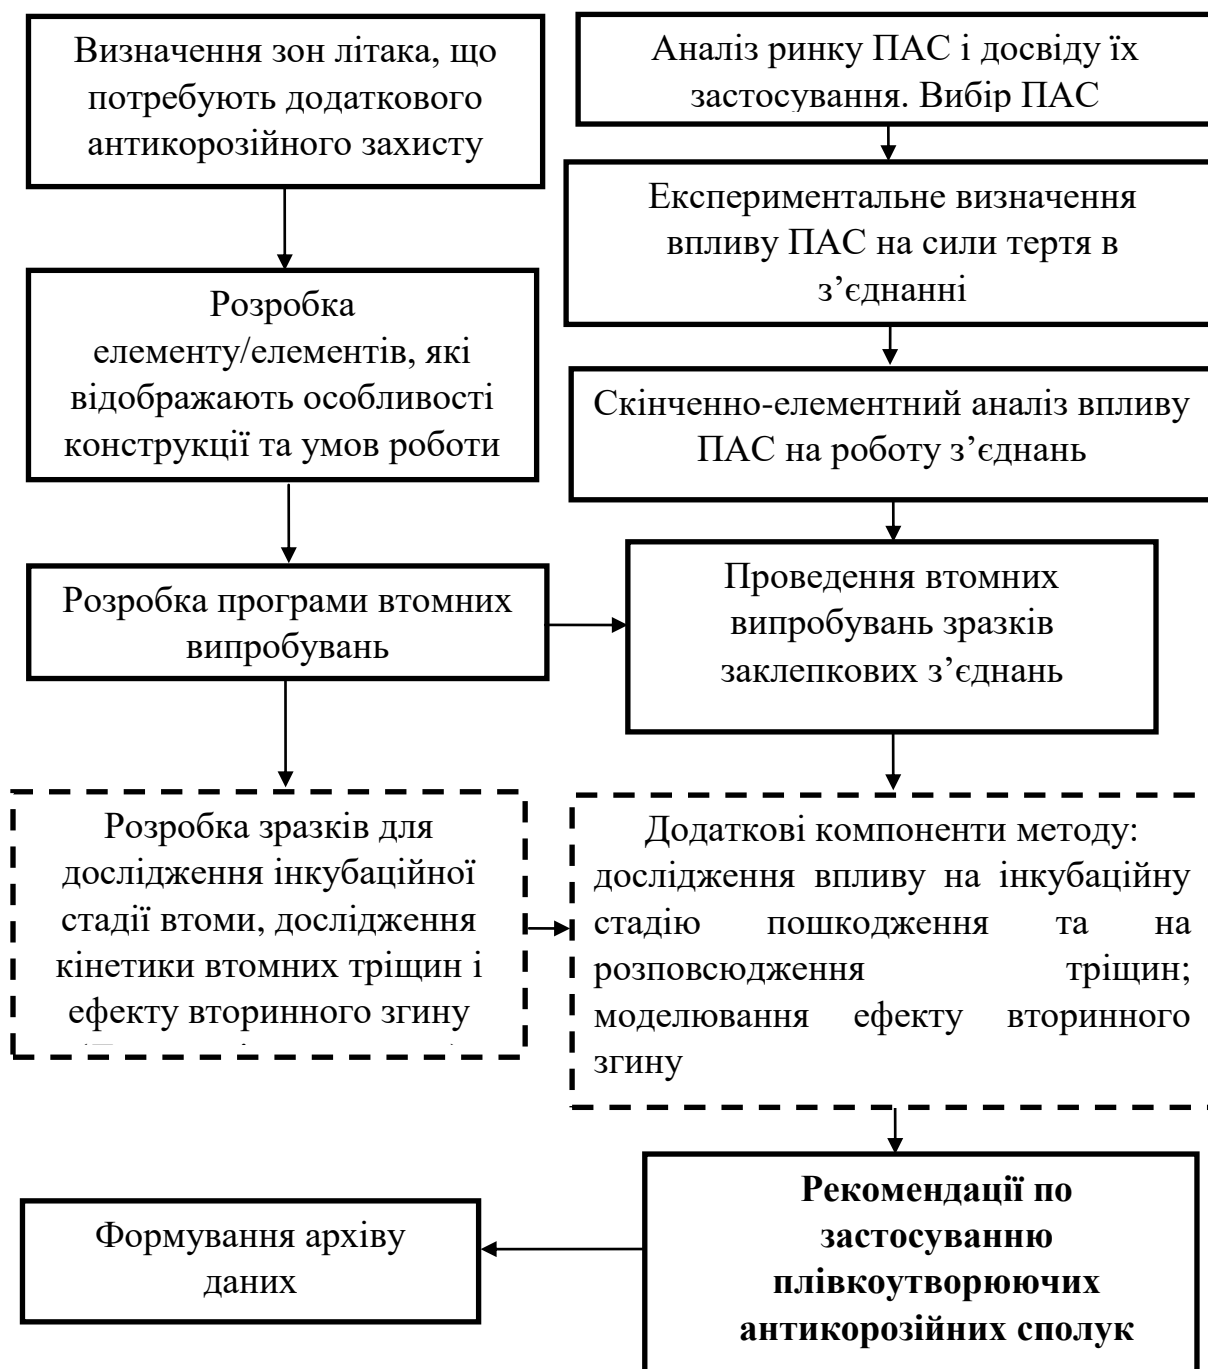 Визначення зон літака, що
потребують додаткового
антикорозійного захисту
Аналіз ринку ПАС і досвіду їх
застосування. Вибір ПАС
Експериментальне визначення
впливу ПАС на сили тертя в
з’єднанні
Розробка
елементу/елементів, які
відображають особливості
конструкції та умов роботи
Скінченно-елементний аналіз впливу
ПАС на роботу з’єднань
Розробка програми втомних
випробувань
Проведення втомних
випробувань зразків
заклепкових з’єднань
Розробка зразків для
дослідження інкубаційної
стадії втоми, дослідження
кінетики втомних тріщин і
ефекту вторинного згину
Додаткові компоненти методу:
дослідження впливу на інкубаційну
стадію пошкодження та на
розповсюдження тріщин;
моделювання ефекту вторинного
згину
Формування архіву
даних
Рекомендації по
застосуванню
плівкоутворюючих
антикорозійних сполук